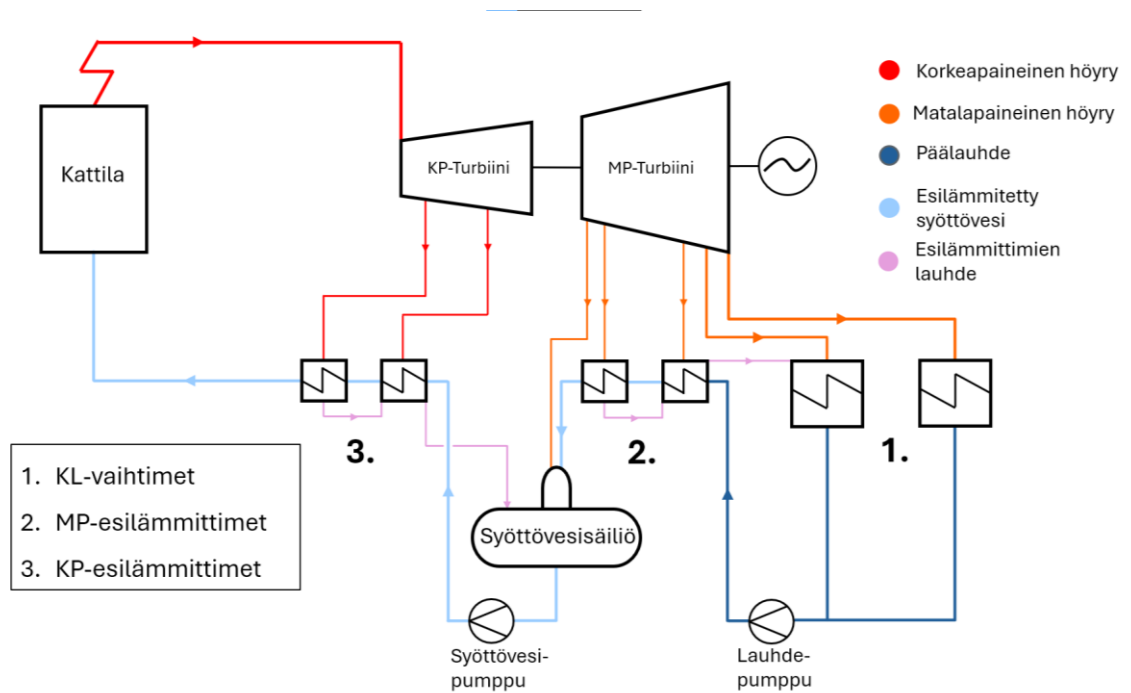 Korkeapaineinen höyry
Matalapaineinen höyry
Päälauhde
Esilämmitetty
syöttövesi
Esilämmittimien
lauhde
Kattila
KP-Turbiini
MP-Turbiini
3.
2.
1.
1. KL-vaihtimet
2. MP-esilämmittimet
3. KP-esilämmittimet
Syöttövesisäiliö
Syöttövesi-
pumppu
Lauhde-
pumppu